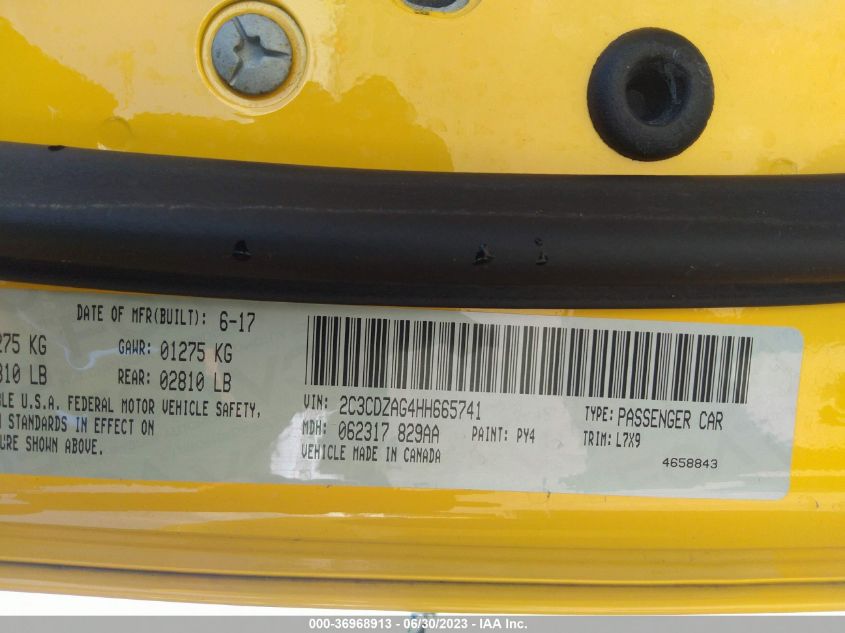 DATE OF MFR(BUILT): 6-17
275 KG GAWR: 01275 KG
810 LB REAR: 02810 LB
LE U.S.A. FEDERAL MOTOR VEHICLE SAFETY,
STANDARDS IN EFFECT ON
URE SHOWN ABOVE.
VIN: 2C3CDZAG4HH665741 TYPE: PASSENGER CAR
MDH: 062317 829AA PAINT: PY4 TRIM: L7X9
VEHICLE MADE IN CANADA 4658843
000-36968913 - 06/30/2023 - IAA Inc.